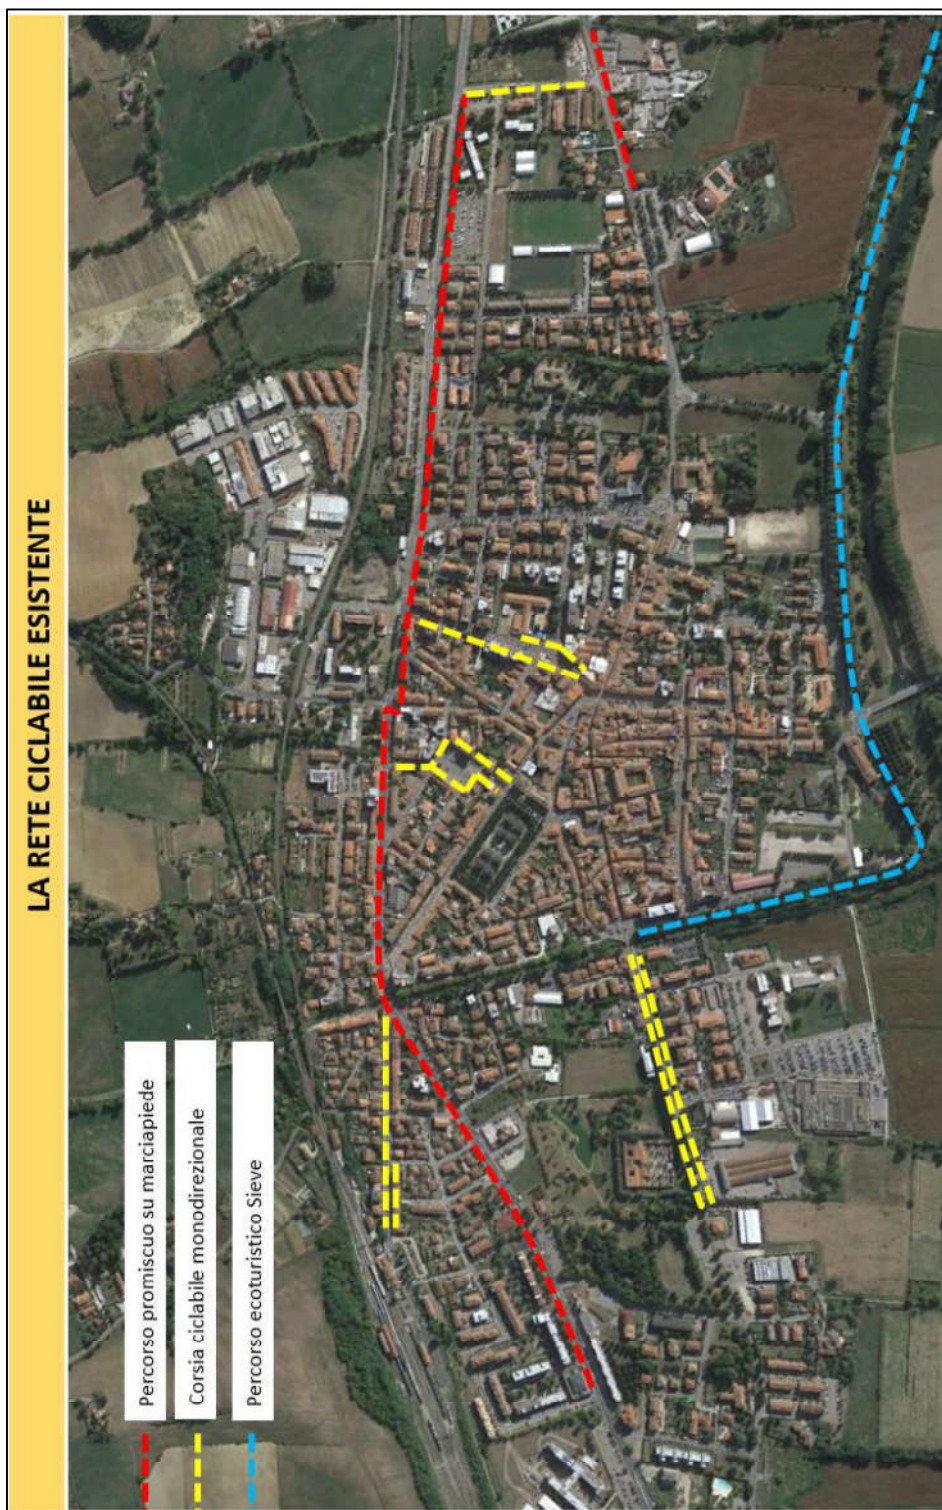 LA RETE CICLABILE ESISTENTE
Percorso promiscuo su marciapiede
Corsia ciclabile monodirezionale
Percorso ecoturistico Sieve